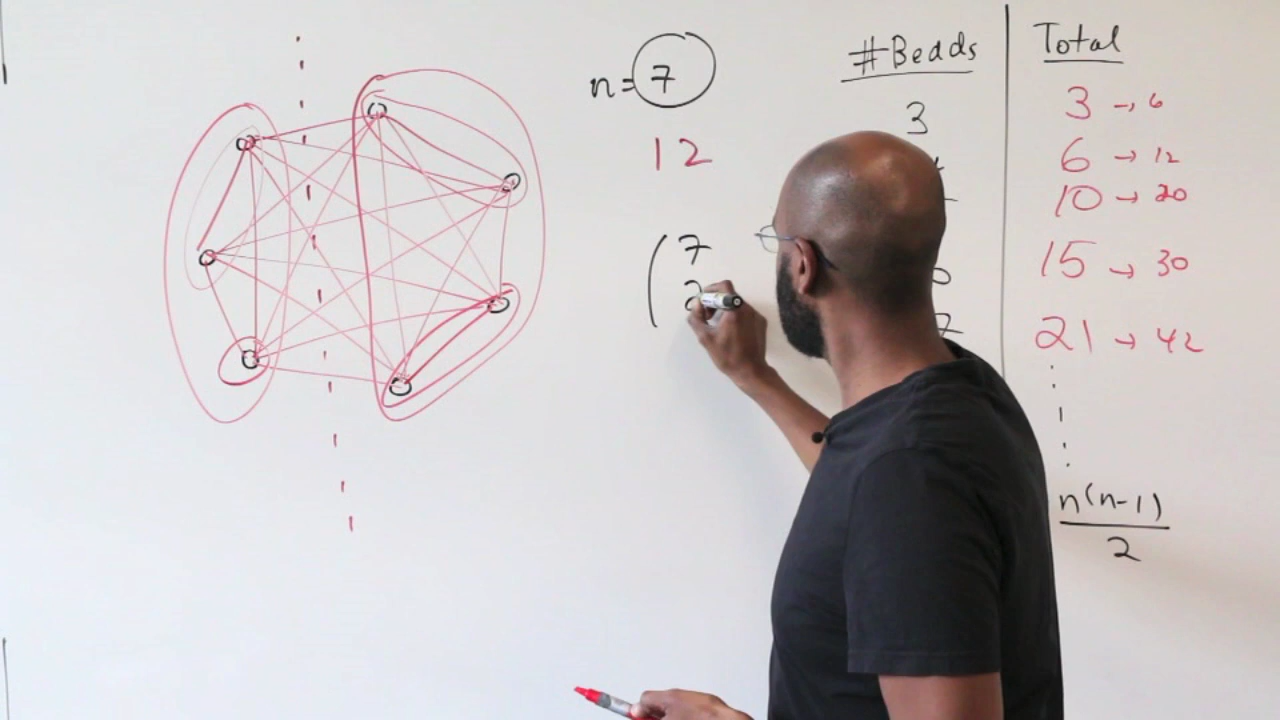 n=7
12
(7
2
#Beads
3
Total
3 → 6
6 → 12
10 → 20
15 → 30
21 → 42
n(n-1)
2